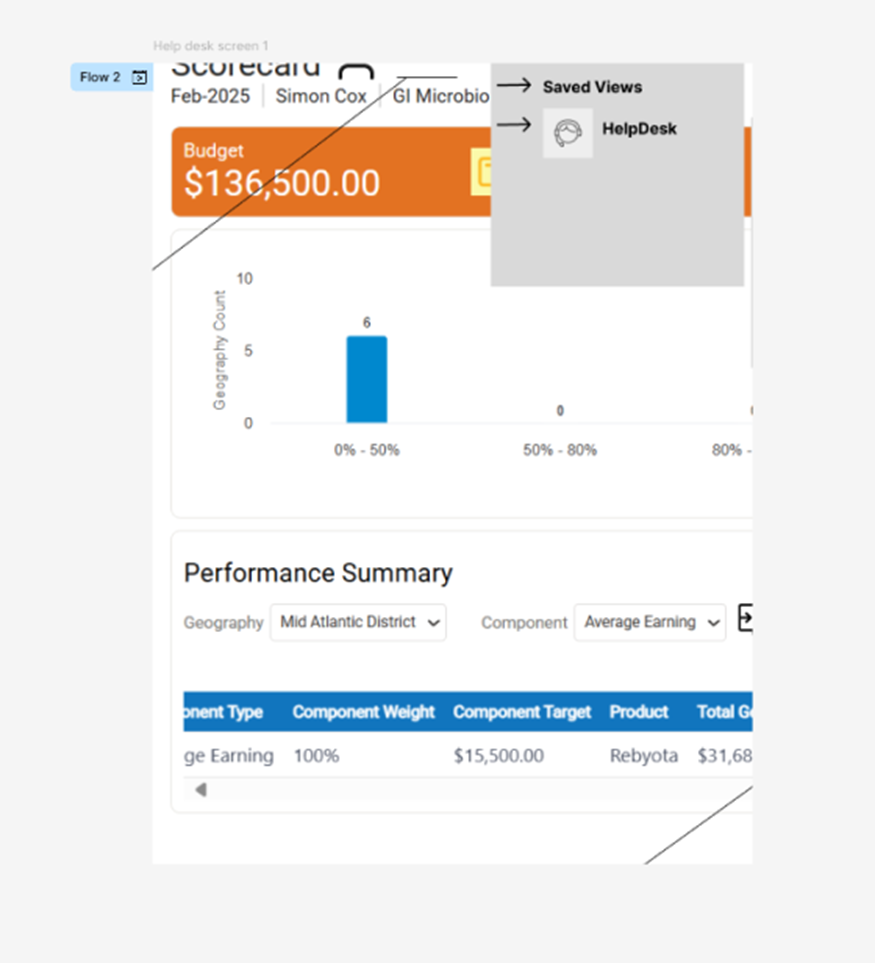 Help desk screen 1
Flow 2
Scorecard
Feb-2025 Simon Cox GI Microbio
Saved Views
HelpDesk
Budget
$136,500.00
Geography Count
10
5
0
6
0
0% - 50%
50% - 80%
80% -
Performance Summary
Geography Mid Atlantic District Component Average Earning
onent Type Component Weight Component Target Product Total G
ge Earning 100% $15,500.00 Rebyota $31,68